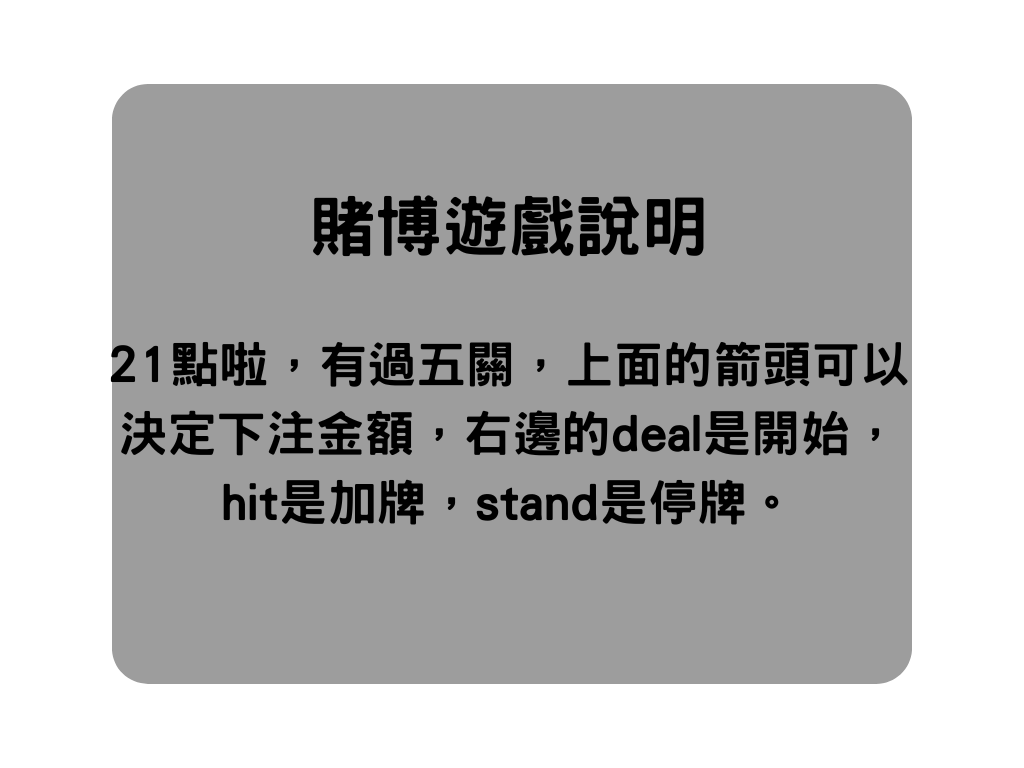 賭博遊戲說明
21點啦，有過五關，上面的箭頭可以
決定下注金額，右邊的deal是開始，
hit是加牌，stand是停牌。